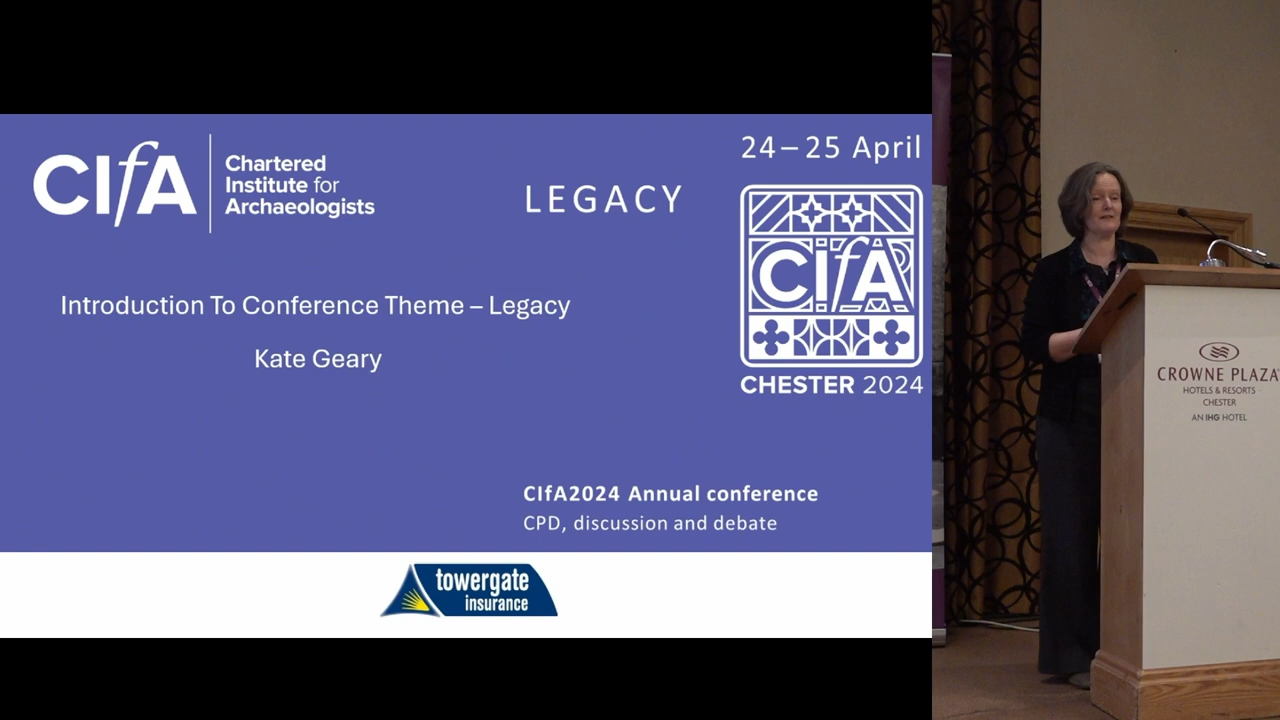 CIfA
Chartered
Institute for
Archaeologists
LEGACY
24–25 April
CIfA
CHESTER 2024
Introduction To Conference Theme – Legacy
Kate Geary
CIfA2024 Annual conference
CPD, discussion and debate
towergate
insurance
CROWNE PLAZA
HOTELS & RESORTS
CHESTER
AN IHG HOTEL